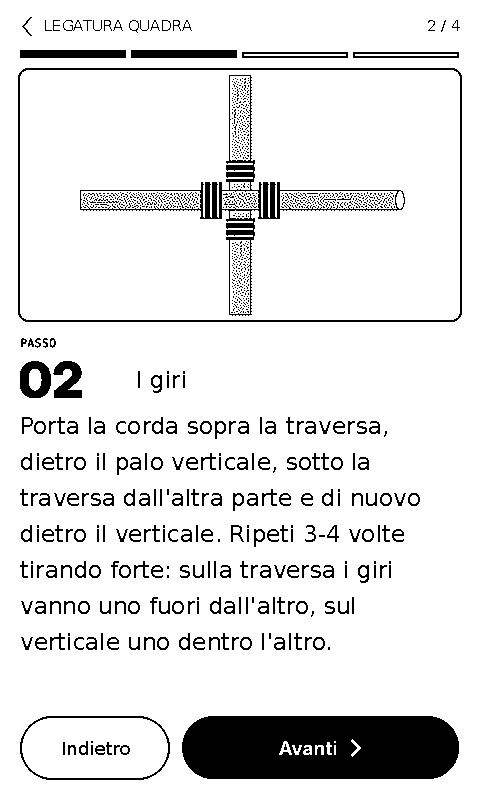 LEGATURA QUADRA
2 / 4
PASSO
02
I giri
Porta la corda sopra la traversa,
dietro il palo verticale, sotto la
traversa dall'altra parte e di nuovo
dietro il verticale. Ripeti 3-4 volte
tirando forte: sulla traversa i giri
vanno uno fuori dall'altro, sul
verticale uno dentro l'altro.
Indietro
Avanti